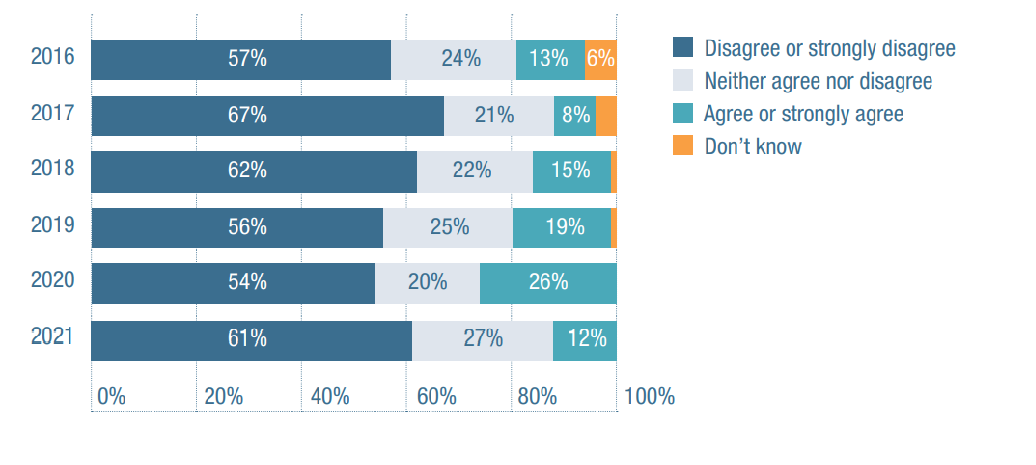 2016 57% 24% 13% 6%
2017 67% 21% 8%
2018 62% 22% 15%
2019 56% 25% 19%
2020 54% 20% 26%
2021 61% 27% 12%
0% 20% 40% 60% 80% 100%
Disagree or strongly disagree
Neither agree nor disagree
Agree or strongly agree
Don't know